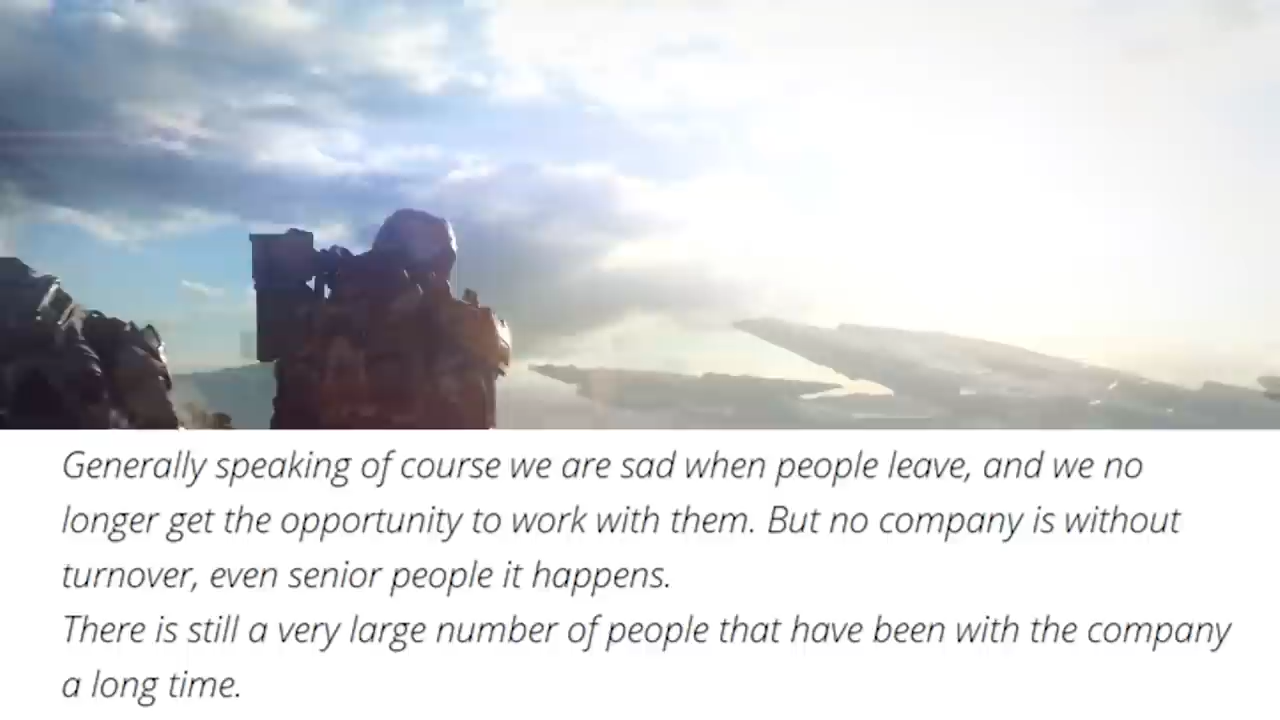 Generally speaking of course we are sad when people leave, and we no
longer get the opportunity to work with them. But no company is without
turnover, even senior people it happens.
There is still a very large number of people that have been with the company
a long time.